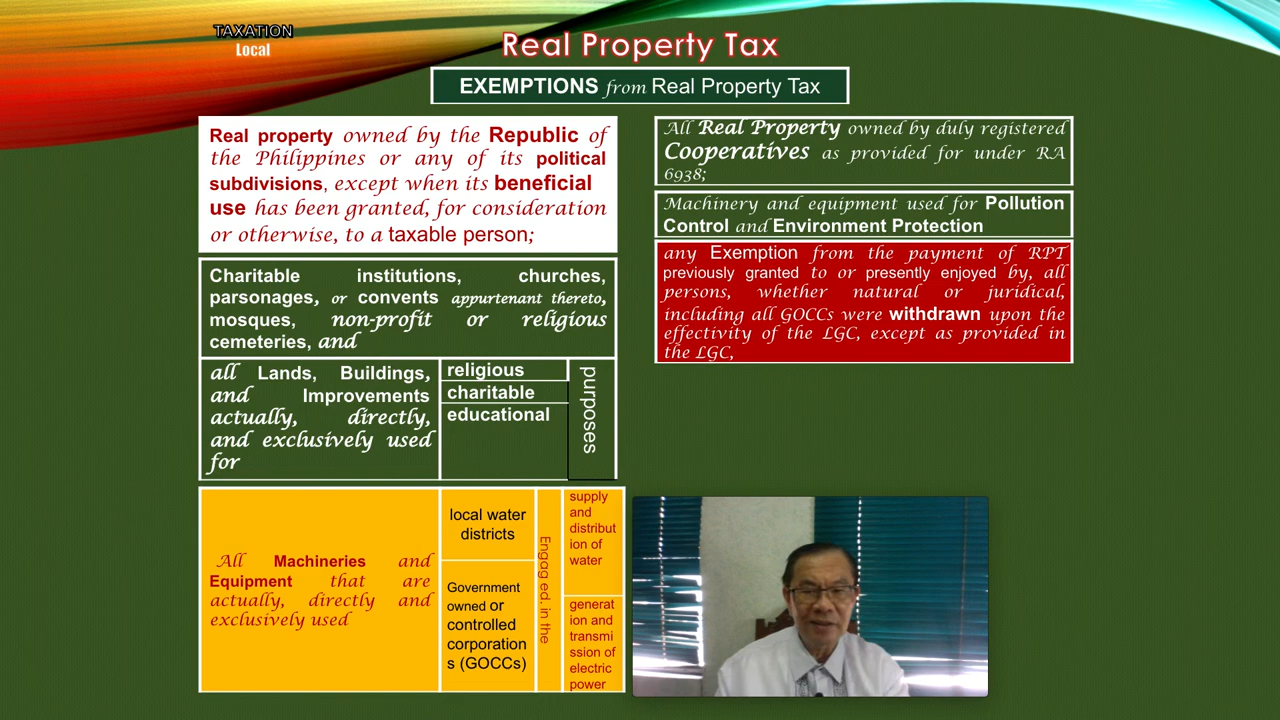 TAXATION
Local
Real Property Tax
EXEMPTIONS from Real Property Tax
Real property owned by the Republic of
the Philippines or any of its political
subdivisions, except when its beneficial
use has been granted, for consideration
or otherwise, to a taxable person;
Charitable institutions, churches,
parsonages, or convents appurtenant thereto,
mosques, non-profit or religious
cemeteries, and
all Lands, Buildings,
and Improvements
actually, directly,
and exclusively used
for
religious
charitable
educational
purposes
All Machineries and
Equipment that are
actually, directly and
exclusively used
local water
districts
Government
owned or
controlled
corporation
s (GOCCs)
Engag ed. in the
supply
and
distribut
ion of
water
generat
ion and
transmi
ssion of
electric
power
All Real Property owned by duly registered
Cooperatives as provided for under RA
6938;
Machinery and equipment used for Pollution
Control and Environment Protection
any Exemption from the payment of RPT
previously granted to or presently enjoyed by, all
persons, whether natural or juridical,
including all GOCCs were withdrawn upon the
effectivity of the LGC, except as provided in
the LGC,